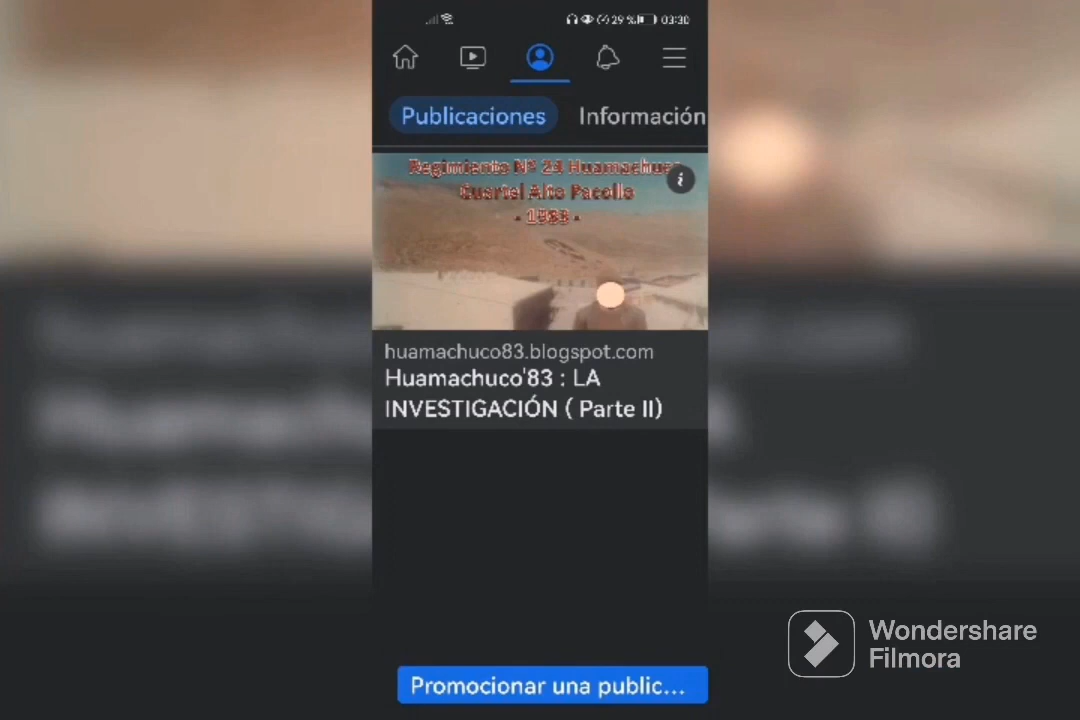 29 % 03:30
Publicaciones Información
Regimiento Nº 24 Huamachuco
Cuartel Alto Pacollo
- 1983 -
huamachuco83.blogspot.com
Huamachuco'83 : LA
INVESTIGACIÓN ( Parte II)
Promocionar una public...
Wondershare
Filmora